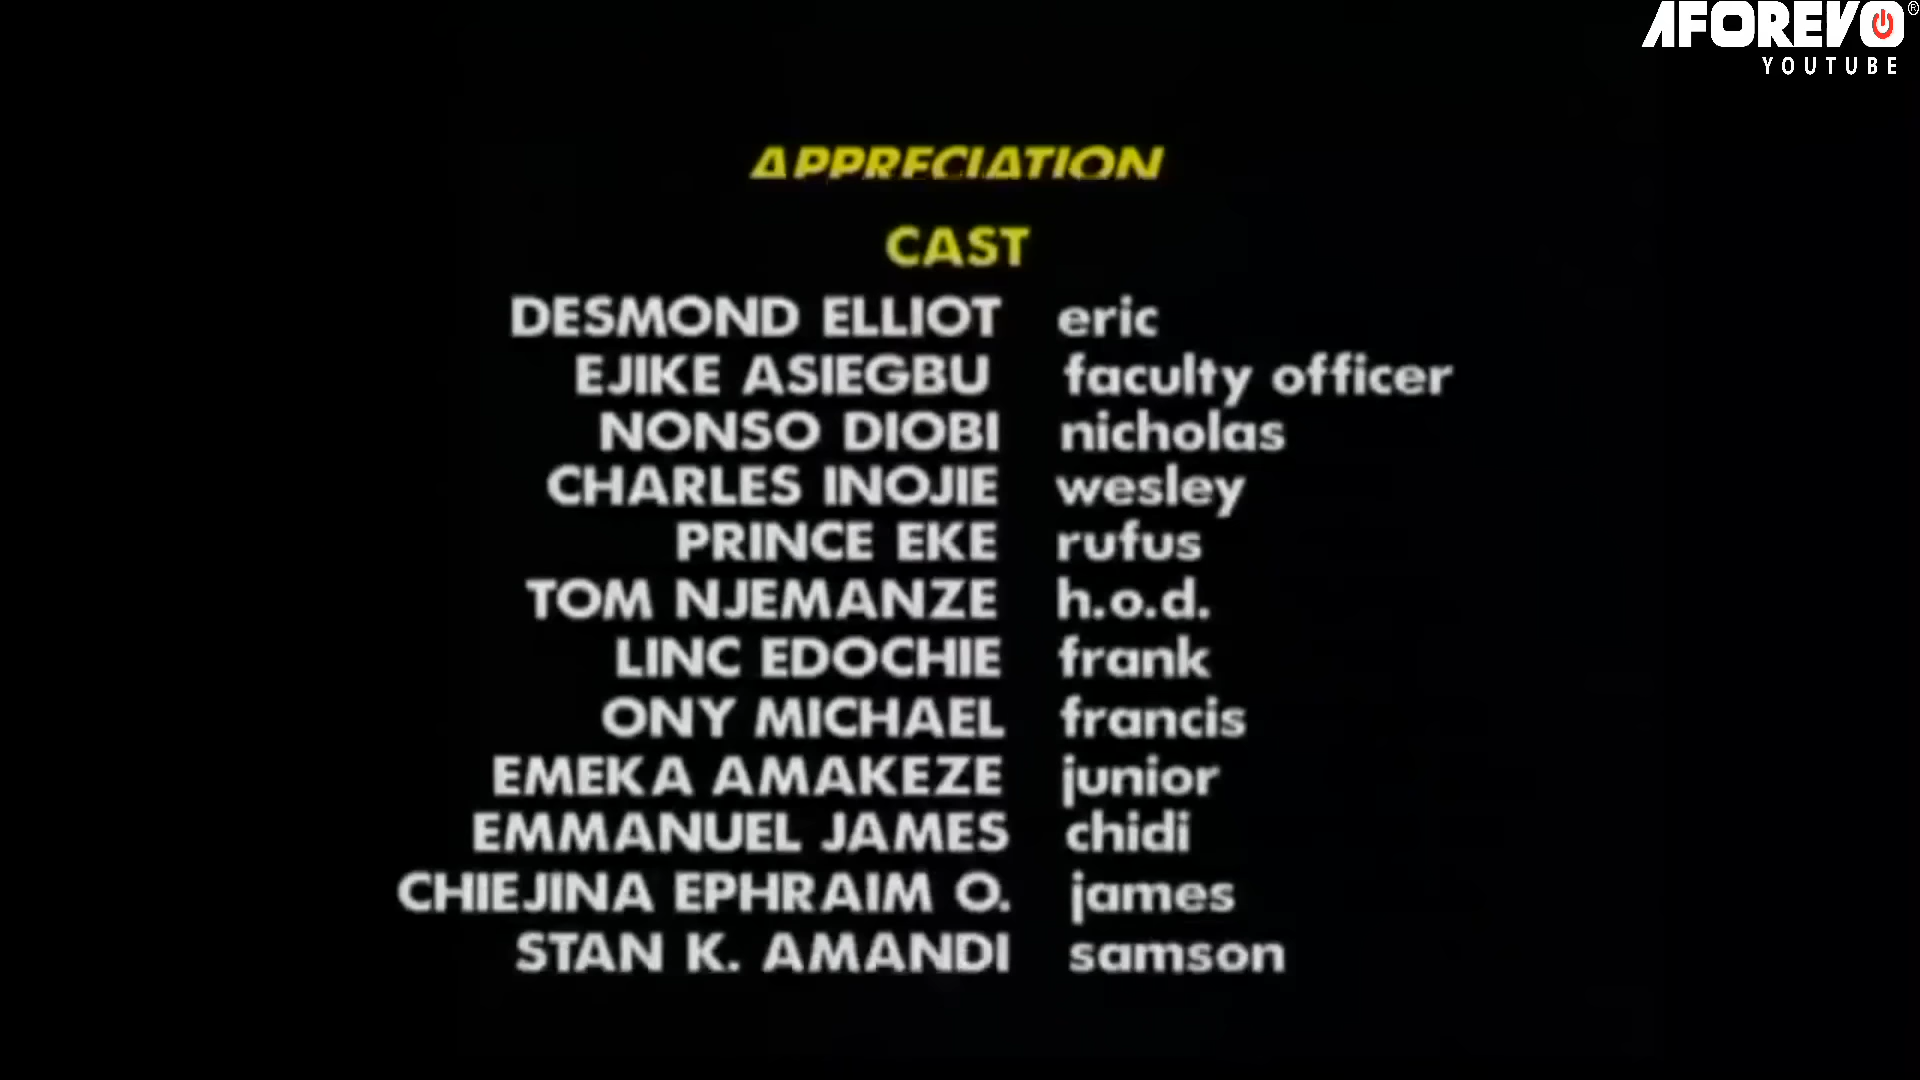 AFOREVO®
YOUTUBE
APPRECIATION
CAST
DESMOND ELLIOT eric
EJIKE ASIEGBU faculty officer
NONSO DIOBI nicholas
CHARLES INOJIE wesley
PRINCE EKE rufus
TOM NJEMANZE h.o.d.
LINC EDOCHIE frank
ONY MICHAEL francis
EMEKA AMAKEZE junior
EMMANUEL JAMES chidi
CHIEJINA EPHRAIM O. james
STAN K. AMANDI samson